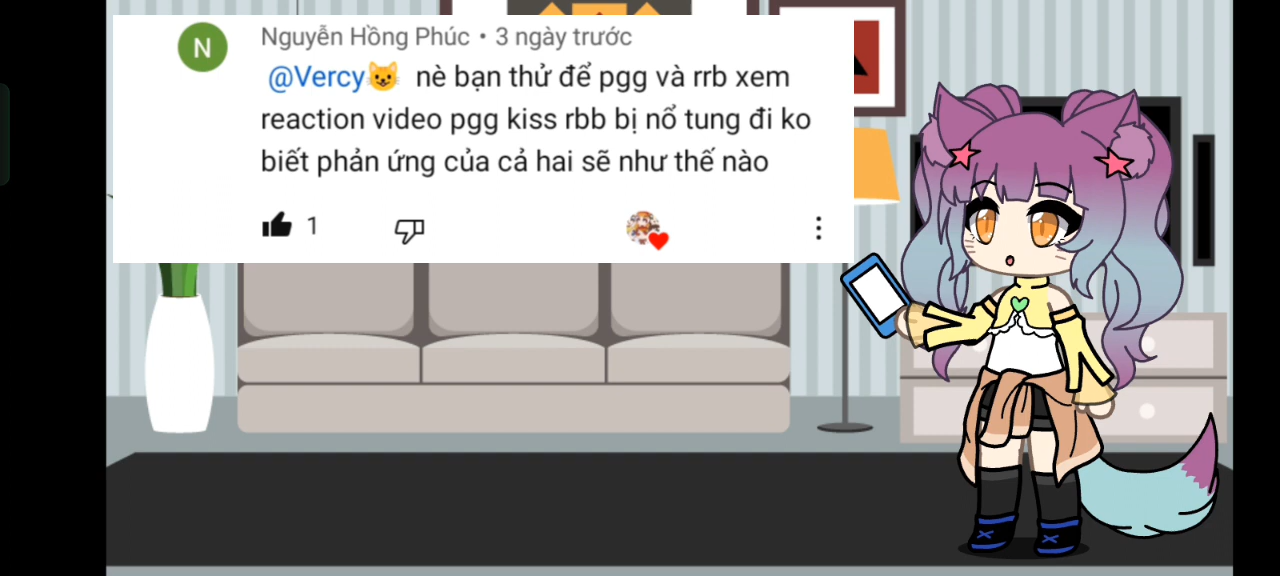 N
Nguyễn Hồng Phúc • 3 ngày trước
@Vercy😺 nè bạn thử để pgg và rrb xem
reaction video pgg kiss rbb bị nổ tung đi ko
biết phản ứng của cả hai sẽ như thế nào
1